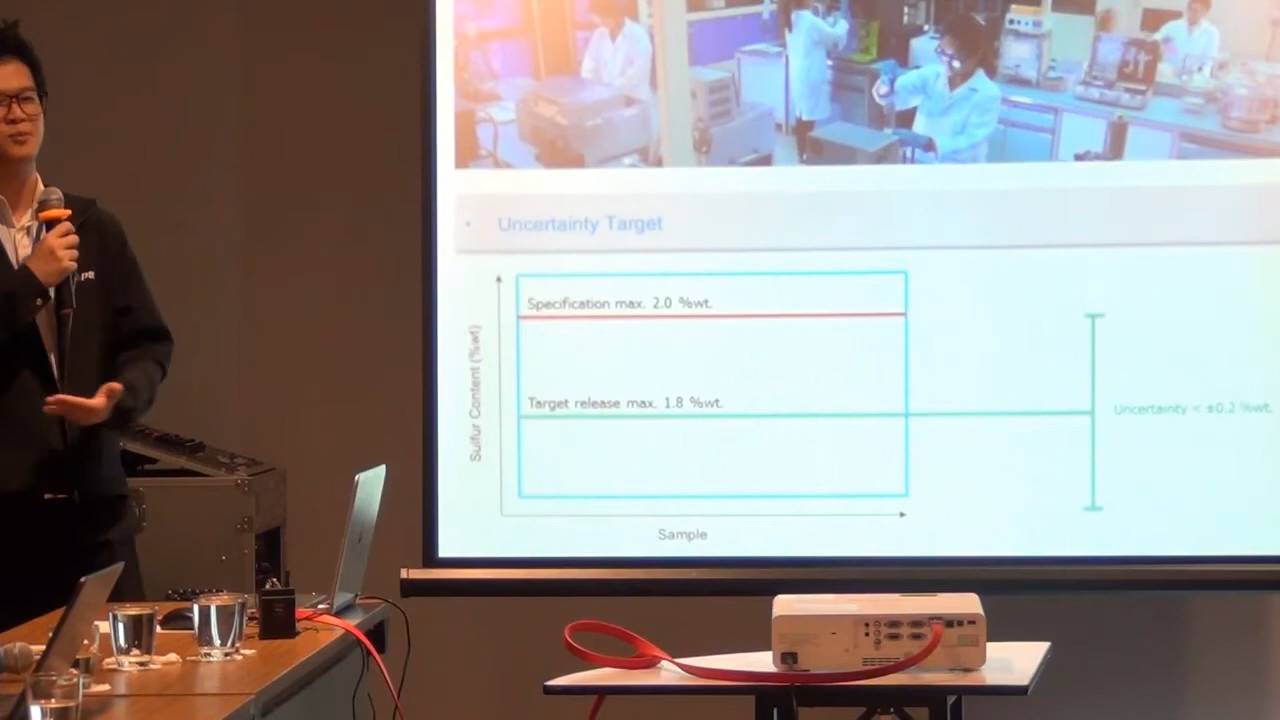 Uncertainty Target
Specification max. 2.0 %wt.
Target release max. 1.8 %wt.
Uncertainty < ±0.2 %wt.
Sulfur Content (%wt)
Sample
ptt